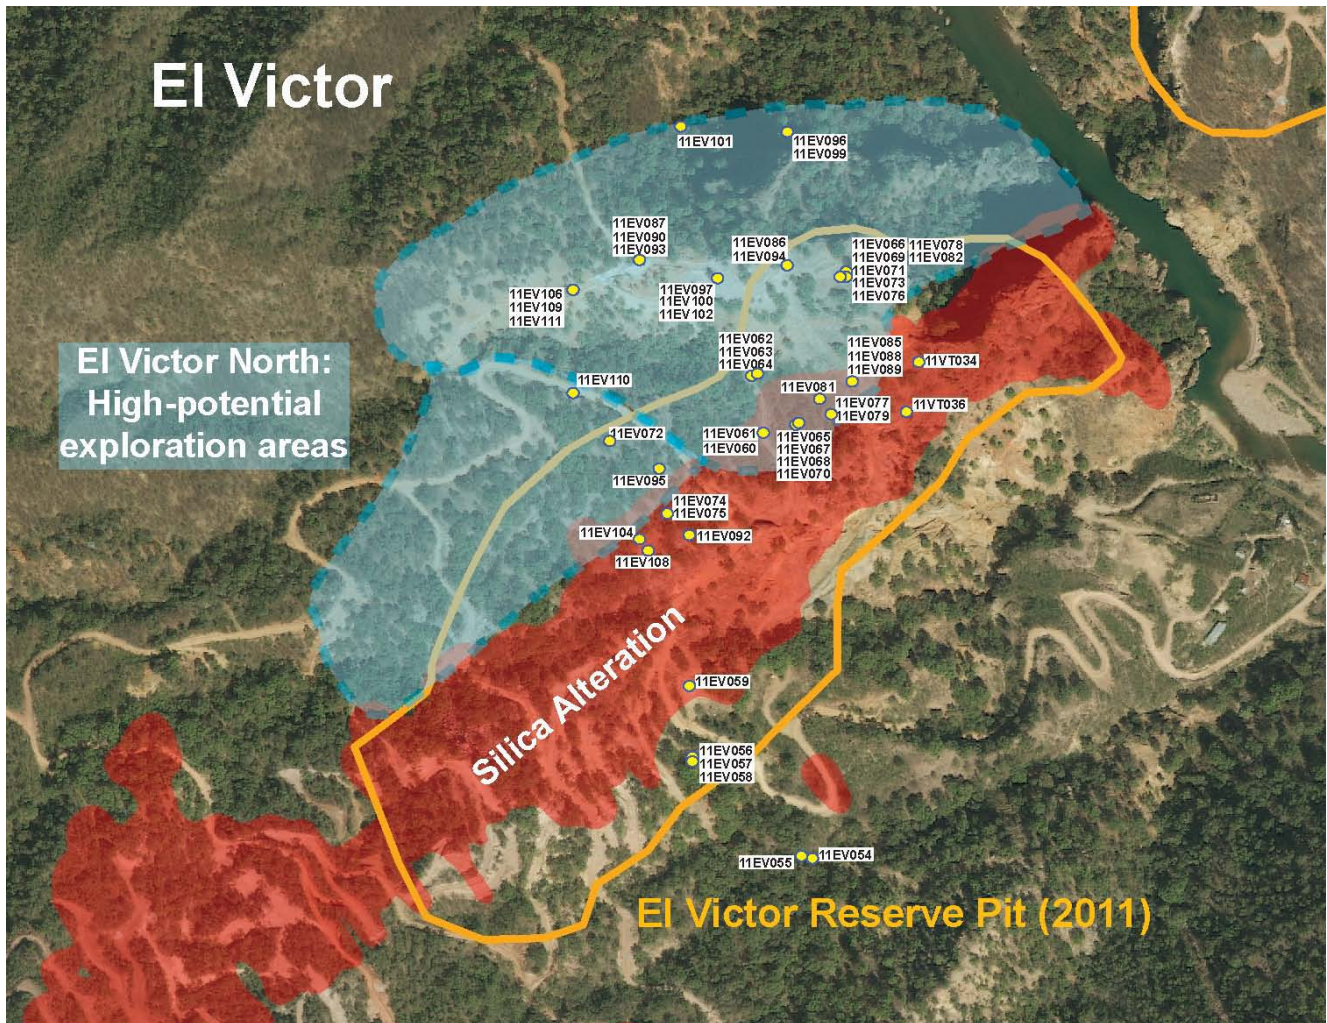 El Victor
11EV101
11EV096
11EV099
11EV087
11EV090
11EV093
11EV086
11EV094
11EV066
11EV069
11EV071
11EV073
11EV076
11EV078
11EV082
11EV106
11EV109
11EV111
11EV097
11EV100
11EV102
11EV062
11EV063
11EV064
11EV085
11EV088
11EV089
11VT034
El Victor North:
High-potential
exploration areas
11EV110
11EV081
11EV077
11EV079
11VT036
11EV072
11EV061
11EV060
11EV065
11EV067
11EV068
11EV070
11EV095
11EV074
11EV075
11EV104
11EV092
11EV108
Silica Alteration
11EV059
11EV056
11EV057
11EV058
11EV055
11EV054
El Victor Reserve Pit (2011)